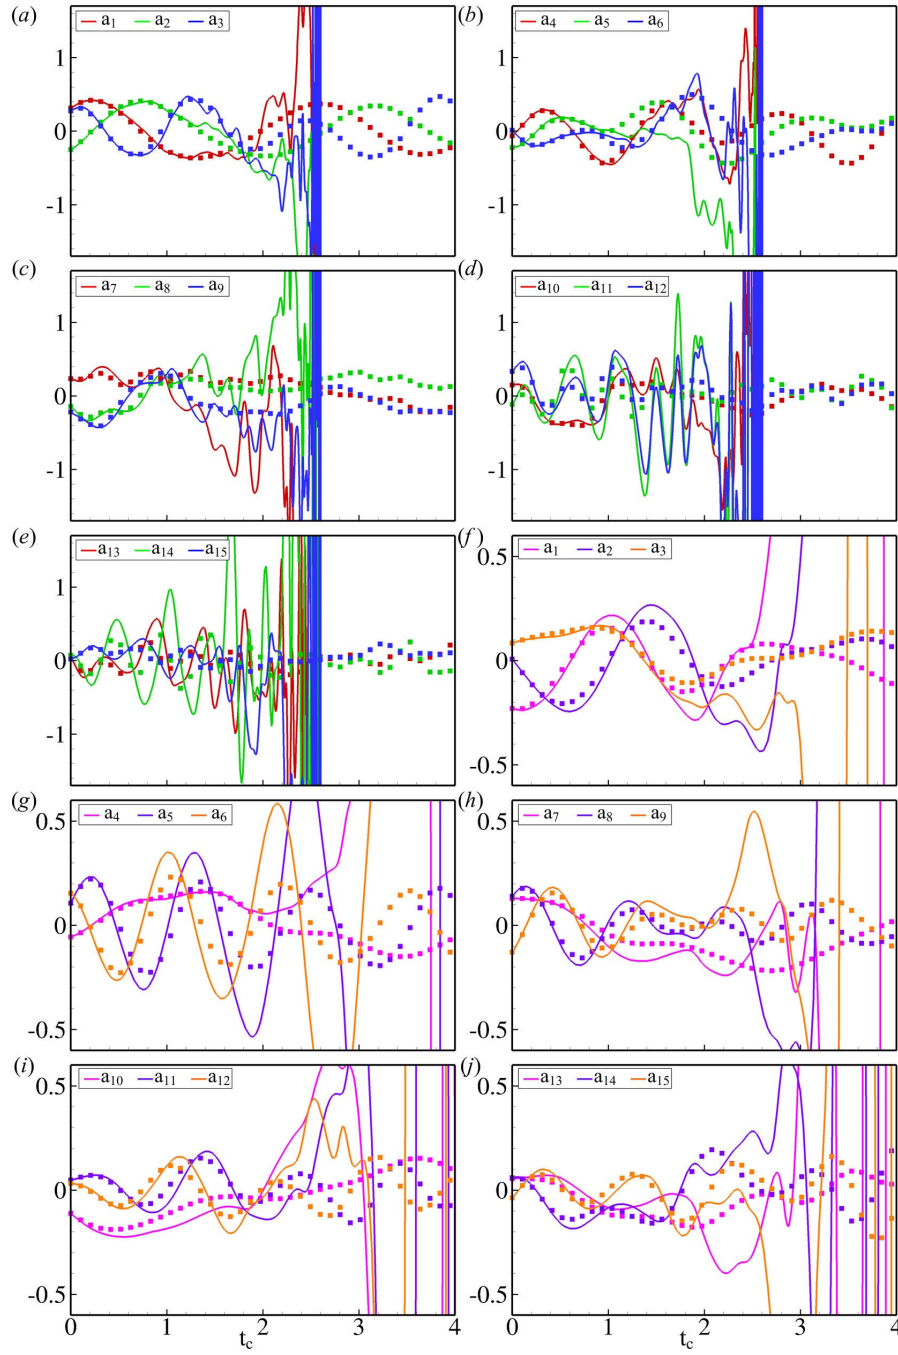 (a) a₁ a₂ a₃
1
0
-1
(b) a₄ a₅ a₆
1
0
-1
(c) a₇ a₈ a₉
1
0
-1
(d) a₁₀ a₁₁ a₁₂
1
0
-1
(e) a₁₃ a₁₄ a₁₅
1
0
-1
(f) a₁ a₂ a₃
0.5
0
-0.5
(g) a₄ a₅ a₆
0.5
0
-0.5
(h) a₇ a₈ a₉
0.5
0
-0.5
(i) a₁₀ a₁₁ a₁₂
0.5
0
-0.5
0 1 2 3 4
t_c
(j) a₁₃ a₁₄ a₁₅
0.5
0
-0.5
0 1 2 3 4
t_c